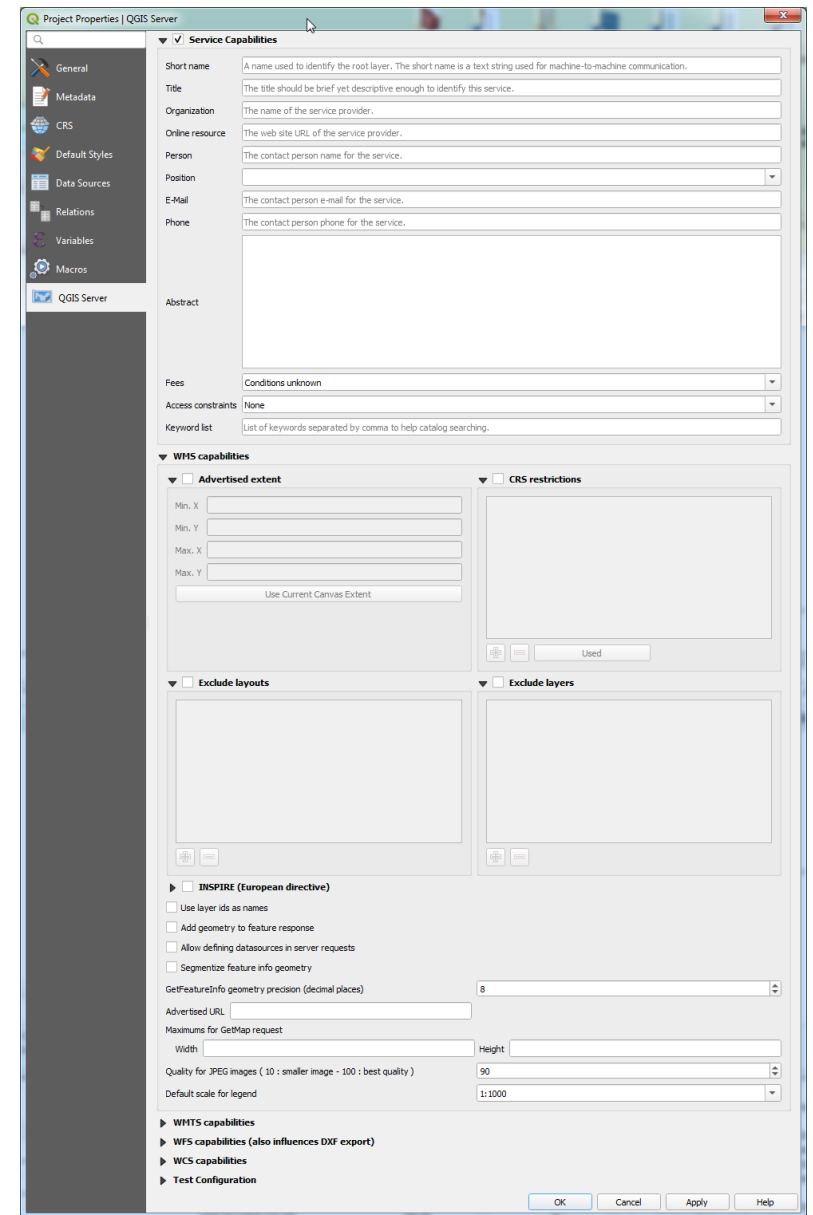 Project Properties | QGIS Server
General
Metadata
CRS
Default Styles
Data Sources
Relations
Variables
Macros
QGIS Server
Service Capabilities
Short name A name used to identify the root layer. The short name is a text string used for machine-to-machine communication.
Title The title should be brief yet descriptive enough to identify this service.
Organization The name of the service provider.
Online resource The web site URL of the service provider.
Person The contact person name for the service.
Position
E-Mail The contact person e-mail for the service.
Phone The contact person phone for the service.
Abstract
Fees Conditions unknown
Access constraints None
Keyword list List of keywords separated by comma to help catalog searching.
WMS capabilities
Advertised extent
Min. X
Min. Y
Max. X
Max. Y
Use Current Canvas Extent
CRS restrictions
Used
Exclude layouts
Exclude layers
INSPIRE (European directive)
Use layer ids as names
Add geometry to feature response
Allow defining datasources in server requests
Segmentize feature info geometry
GetFeatureInfo geometry precision (decimal places) 8
Advertised URL
Maximums for GetMap request
Width Height
Quality for JPEG images ( 10 : smaller image - 100 : best quality ) 90
Default scale for legend 1:1000
WMTS capabilities
WFS capabilities (also influences DXF export)
WCS capabilities
Test Configuration
OK Cancel Apply Help